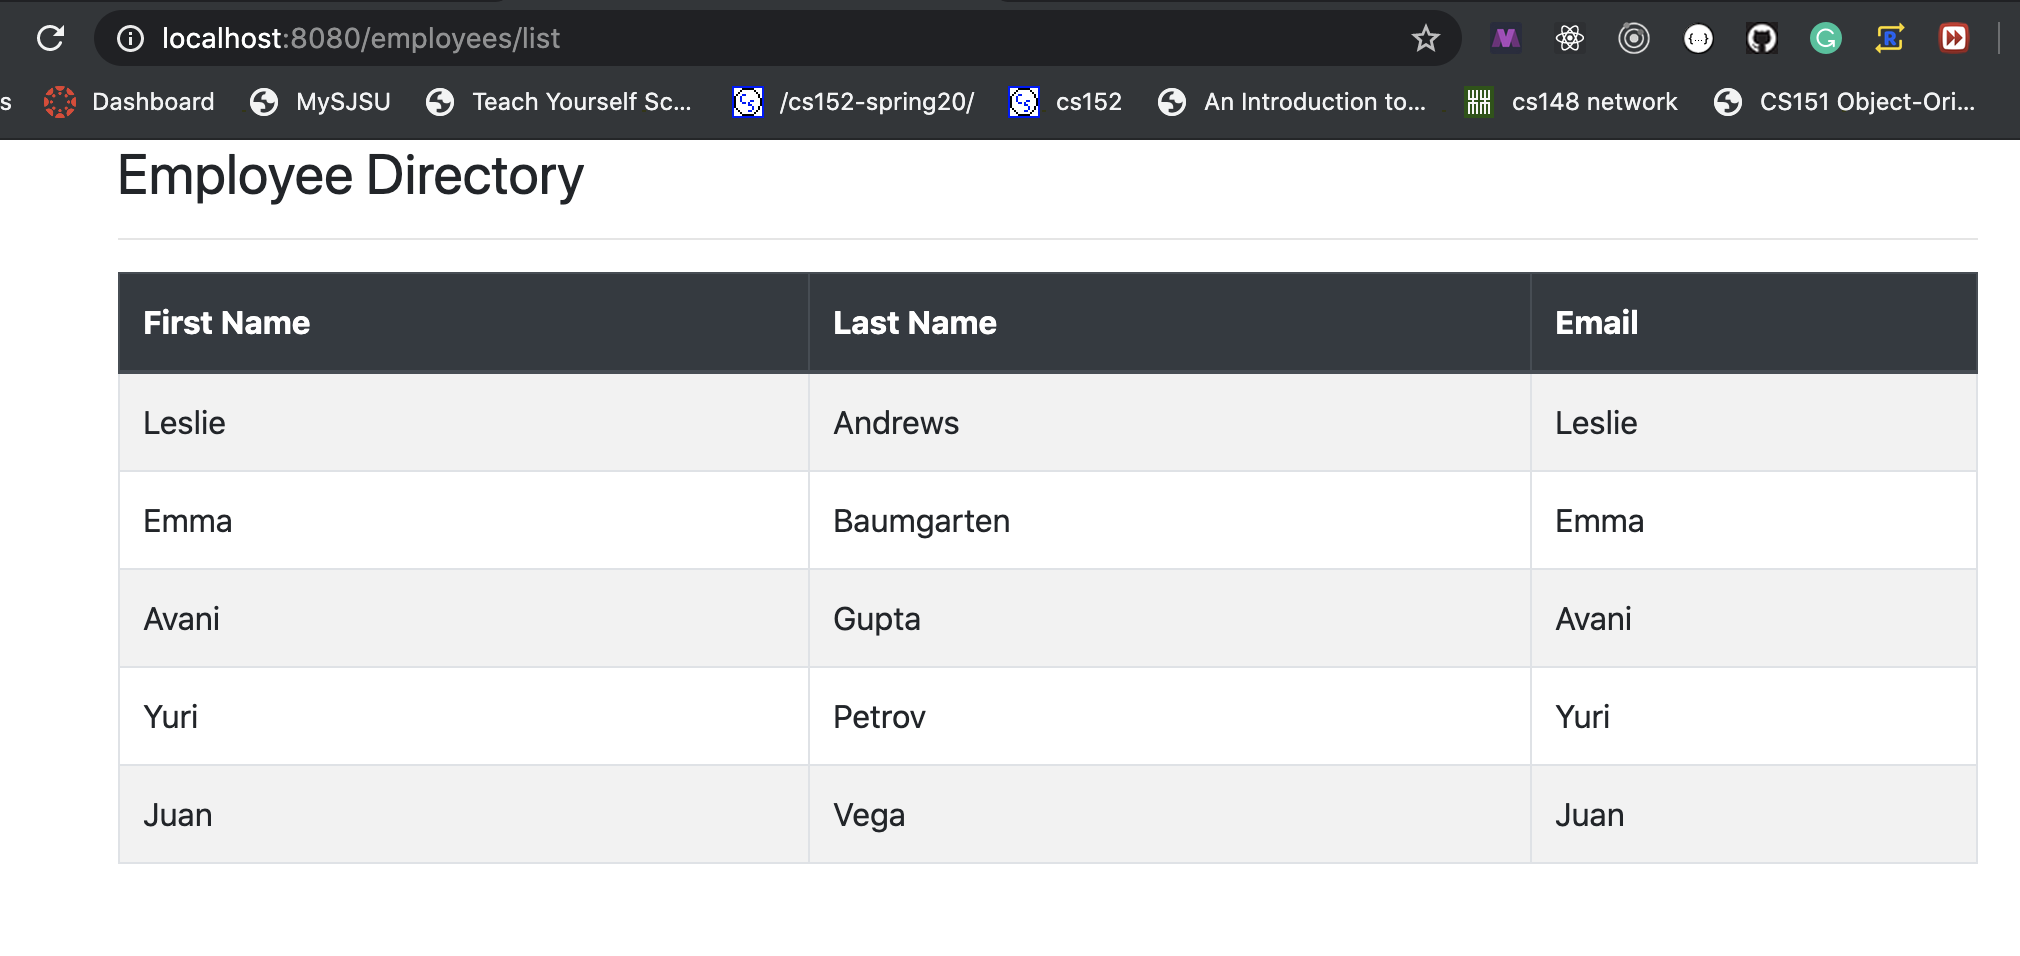 localhost:8080/employees/list
s Dashboard MySJSU Teach Yourself Sc... /cs152-spring20/ cs152 An Introduction to... cs148 network CS151 Object-Ori...
Employee Directory
First Name Last Name Email
Leslie Andrews Leslie
Emma Baumgarten Emma
Avani Gupta Avani
Yuri Petrov Yuri
Juan Vega Juan